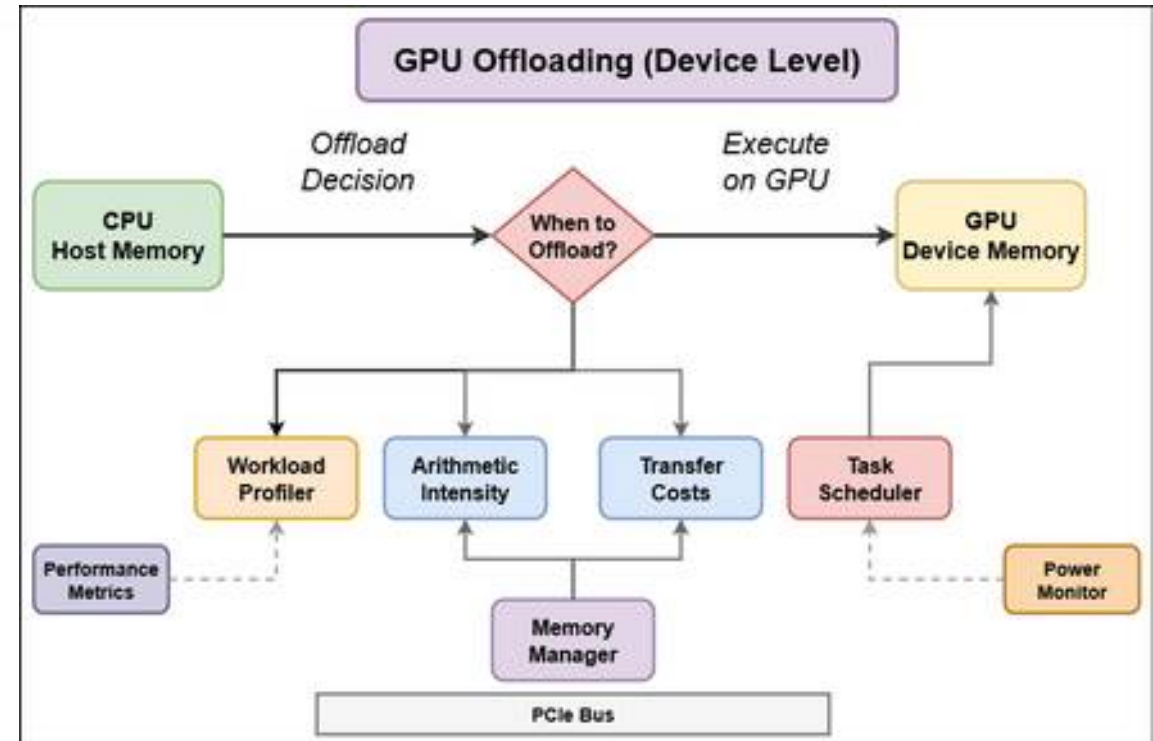 GPU Offloading (Device Level)
Offload
Decision
Execute
on GPU
CPU
Host Memory
When to
Offload?
GPU
Device Memory
Workload
Profiler
Arithmetic
Intensity
Transfer
Costs
Task
Scheduler
Performance
Metrics
Power
Monitor
Memory
Manager
PCIe Bus